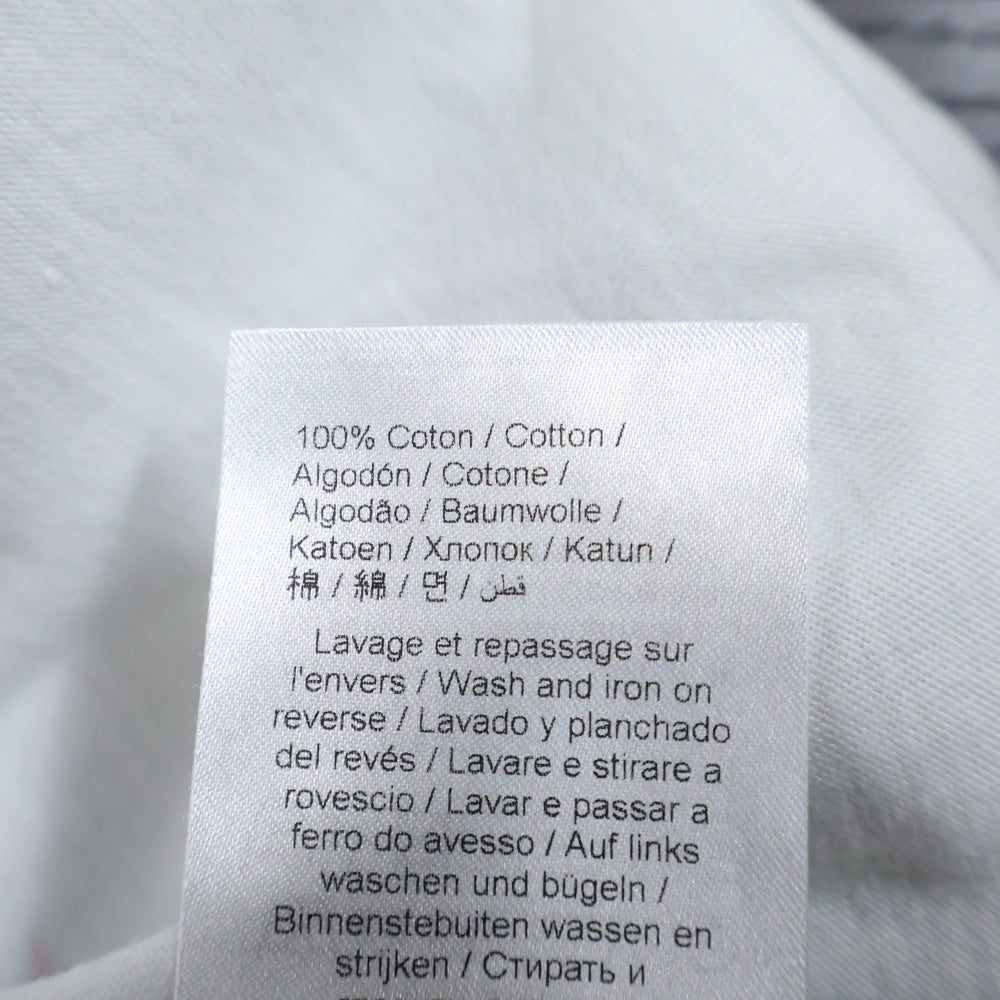 100% Coton / Cotton /
Algodón / Cotone /
Algodão / Baumwolle /
Katoen / Хлопок / Katun /
棉 / 綿 / 면 / قطن
Lavage et repassage sur
l'envers / Wash and iron on
reverse / Lavado y planchado
del revés / Lavare e stirare a
rovescio / Lavar e passar a
ferro do avesso / Auf links
waschen und bügeln /
Binnenstebuiten wassen en
strijken / Стирать и